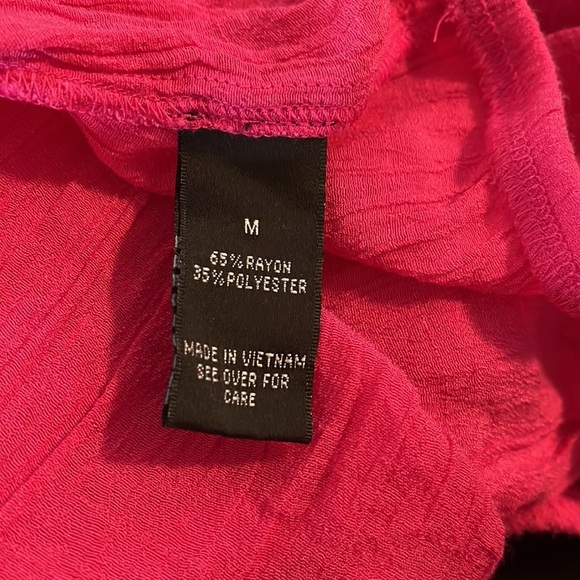 M
65% RAYON
35% POLYESTER
MADE IN VIETNAM
SEE OVER FOR
CARE